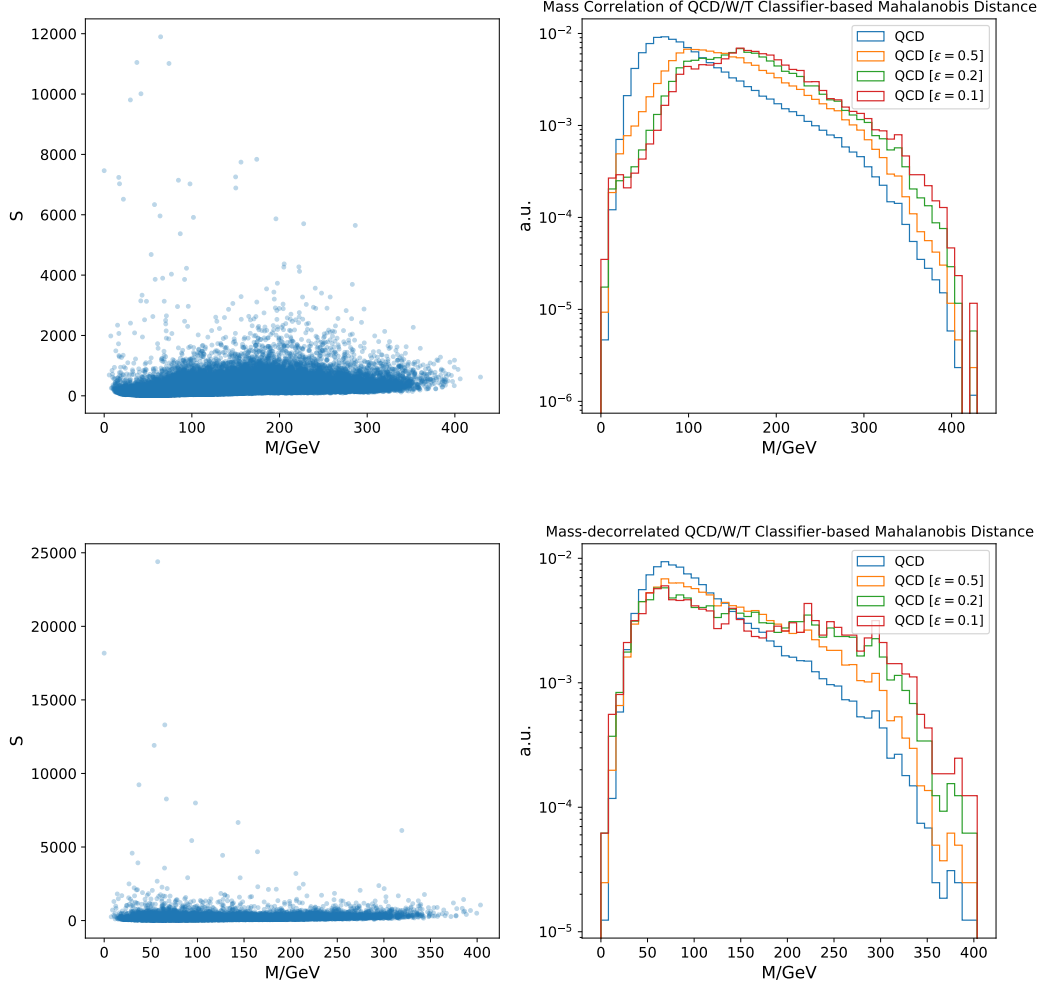 Mass Correlation of QCD/W/T Classifier-based Mahalanobis Distance
12000
10000
8000
6000
4000
2000
0
S
0 100 200 300 400
M/GeV
10⁻²
10⁻³
10⁻⁴
10⁻⁵
10⁻⁶
a.u.
QCD
QCD [ε = 0.5]
QCD [ε = 0.2]
QCD [ε = 0.1]
0 100 200 300 400
M/GeV
Mass-decorrelated QCD/W/T Classifier-based Mahalanobis Distance
25000
20000
15000
10000
5000
0
S
0 50 100 150 200 250 300 350 400
M/GeV
10⁻²
10⁻³
10⁻⁴
10⁻⁵
a.u.
QCD
QCD [ε = 0.5]
QCD [ε = 0.2]
QCD [ε = 0.1]
0 50 100 150 200 250 300 350 400
M/GeV